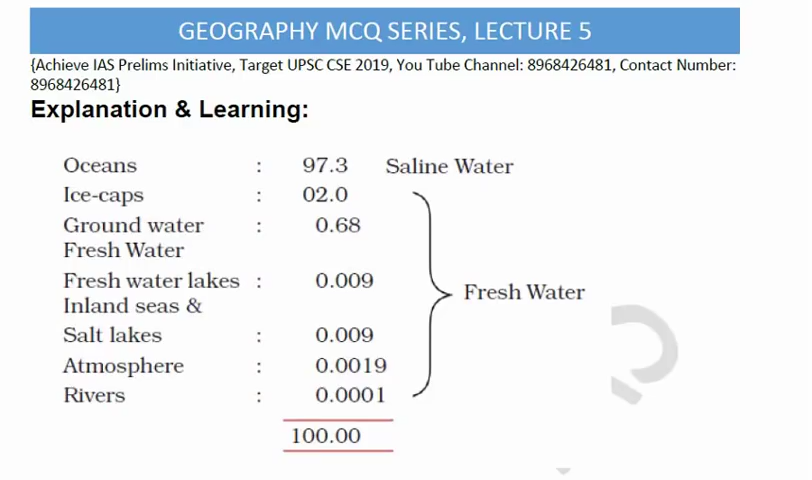 GEOGRAPHY MCQ SERIES, LECTURE 5
{Achieve IAS Prelims Initiative, Target UPSC CSE 2019, You Tube Channel: 8968426481, Contact Number:
8968426481}
Explanation & Learning:
Oceans : 97.3 Saline Water
Ice-caps : 02.0
Ground water : 0.68
Fresh Water
Fresh water lakes : 0.009
Fresh Water
Inland seas &
Salt lakes : 0.009
Atmosphere : 0.0019
Rivers : 0.0001
100.00